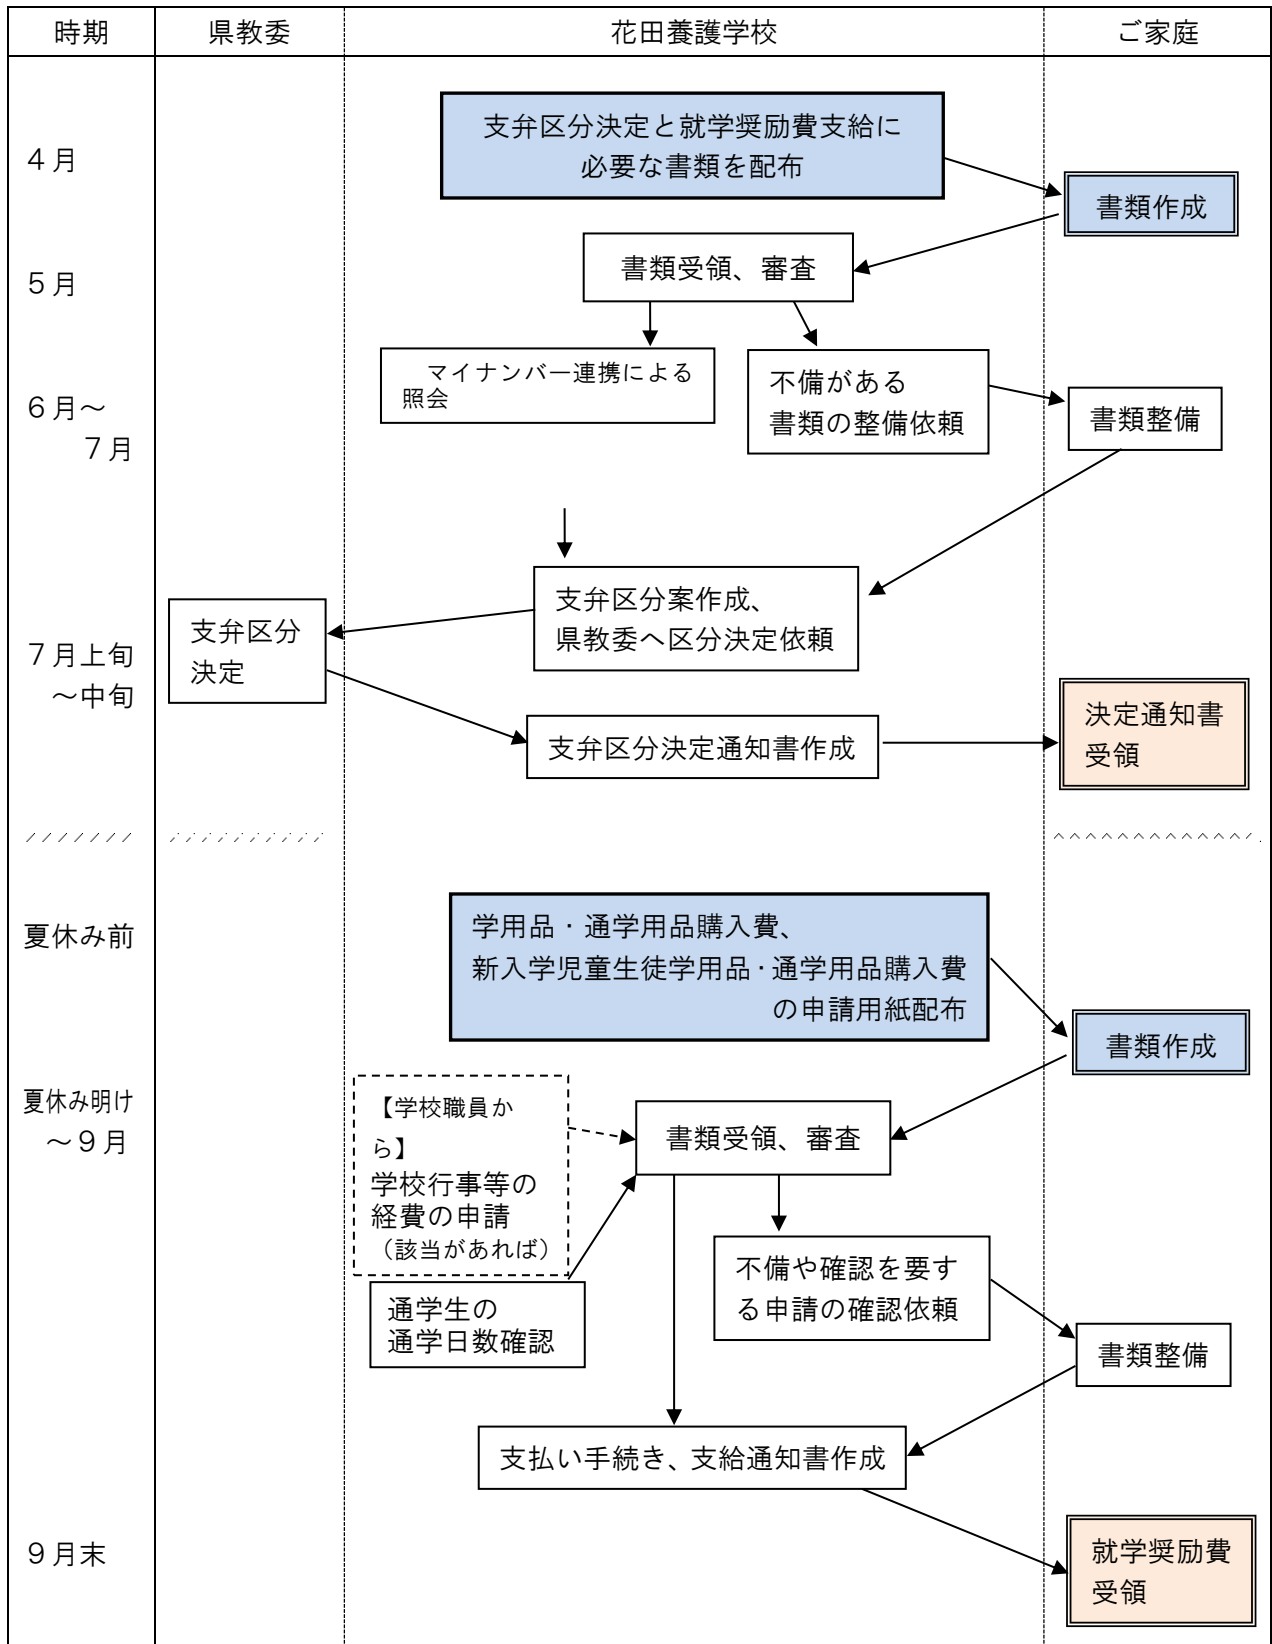 時期
県教委
花田養護学校
ご家庭
４月
支弁区分決定と就学奨励費支給に
必要な書類を配布
書類作成
５月
書類受領、審査
６月～
７月
マイナンバー連携による
照会
不備がある
書類の整備依頼
書類整備
支弁区分案作成、
県教委へ区分決定依頼
７月上旬
～中旬
支弁区分
決定
支弁区分決定通知書作成
決定通知書
受領
夏休み前
学用品・通学用品購入費、
新入学児童生徒学用品・通学用品購入費
の申請用紙配布
書類作成
夏休み明け
～９月
【学校職員か
ら】
学校行事等の
経費の申請
（該当があれば）
書類受領、審査
通学生の
通学日数確認
不備や確認を要す
る申請の確認依頼
書類整備
支払い手続き、支給通知書作成
９月末
就学奨励費
受領